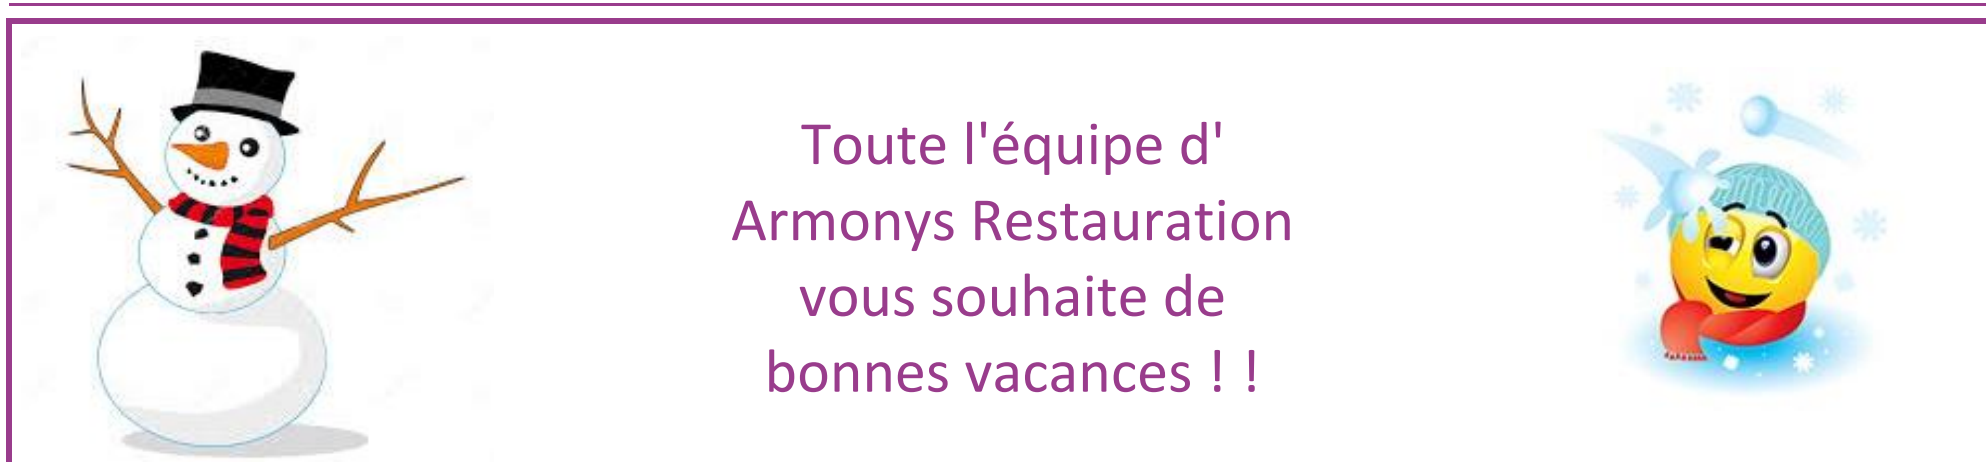 Toute l'équipe d'
Armonys Restauration
vous souhaite de
bonnes vacances ! !